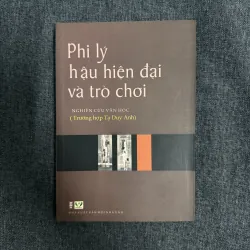 Phi lý
hậu hiện đại
và trò chơi
NGHIÊN CỨU VĂN HỌC
(Trường hợp Tạ Duy Anh)